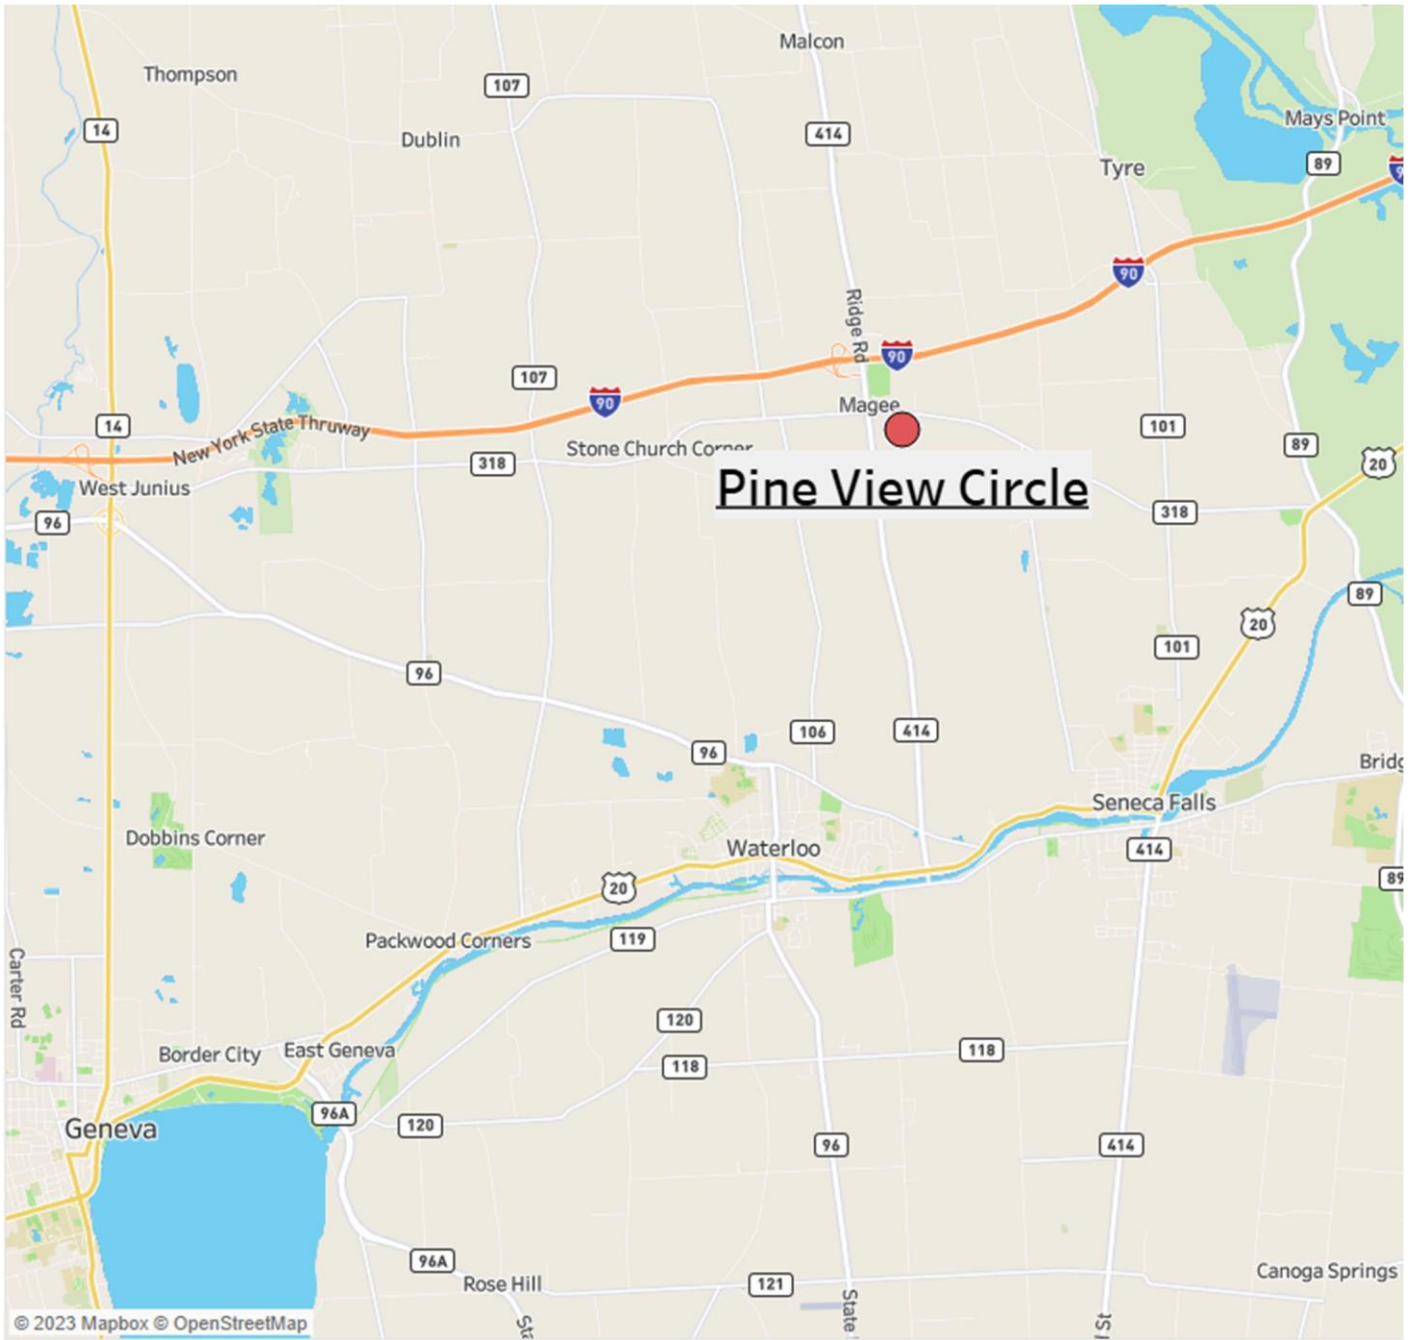 Malcon
Thompson
107
Mays Point
14
414
Dublin
89
Tyre
90
Ridge Rd
90
107
90
Magee
14
101
New York State Thruway
89
Stone Church Corner
318
20
West Junius
Pine View Circle
96
318
89
20
101
96
106
414
96
Bridg
Seneca Falls
Dobbins Corner
Waterloo
414
20
89
Packwood Corners
119
Carter Rd
120
East Geneva
Border City
118
118
96A
Geneva
120
96
414
96A
Canoga Springs
Rose Hill
121
State
St
© 2023 Mapbox © OpenStreetMap